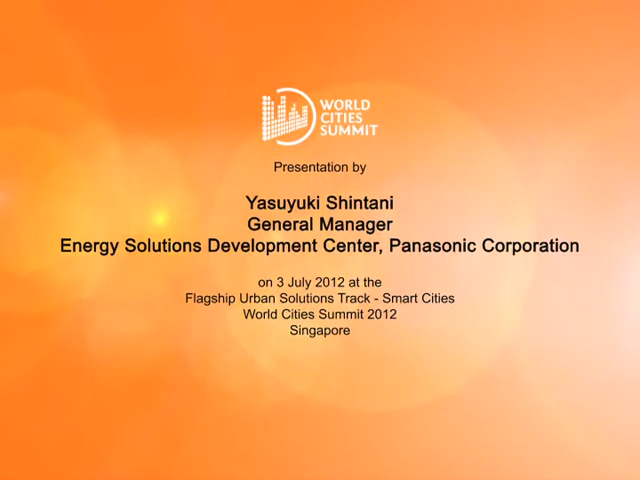 WORLD
CITIES
SUMMIT
Presentation by
Yasuyuki Shintani
General Manager
Energy Solutions Development Center, Panasonic Corporation
on 3 July 2012 at the
Flagship Urban Solutions Track - Smart Cities
World Cities Summit 2012
Singapore